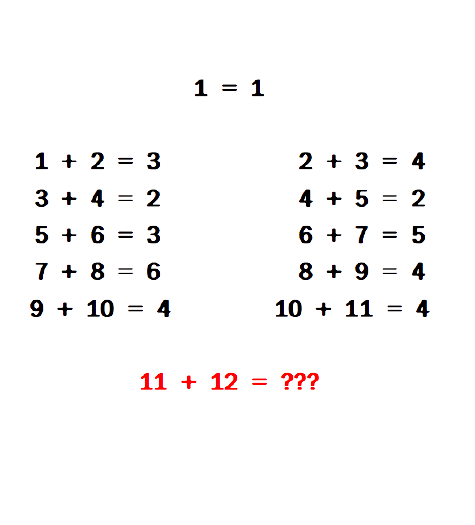 1 = 1
1 + 2 = 3
2 + 3 = 4
3 + 4 = 2
4 + 5 = 2
5 + 6 = 3
6 + 7 = 5
7 + 8 = 6
8 + 9 = 4
9 + 10 = 4
10 + 11 = 4
11 + 12 = ???